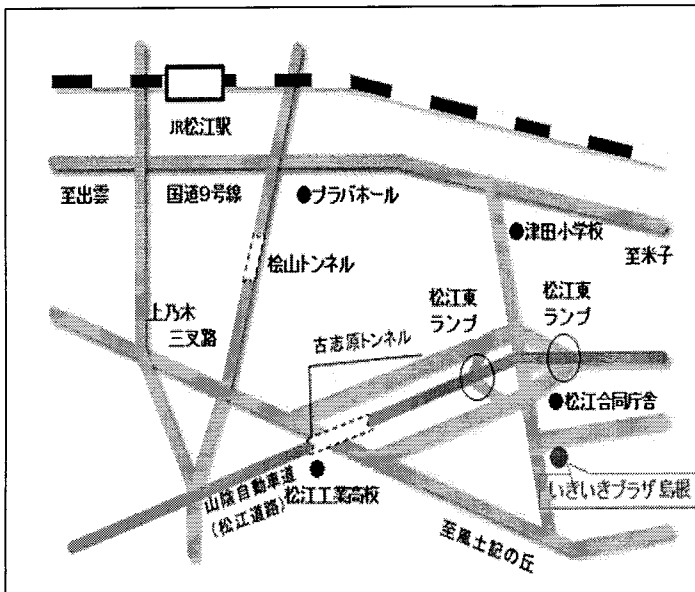 JR松江駅
至出雲
国道9号線
●プラバホール
●津田小学校
至米子
桧山トンネル
松江東
ランプ
松江東
ランプ
上乃木
三叉路
古志原トンネル
●松江合同庁舎
いきいきプラザ島根
山陰自動車道
(松江道路)
松江工業高校
至風土記の丘